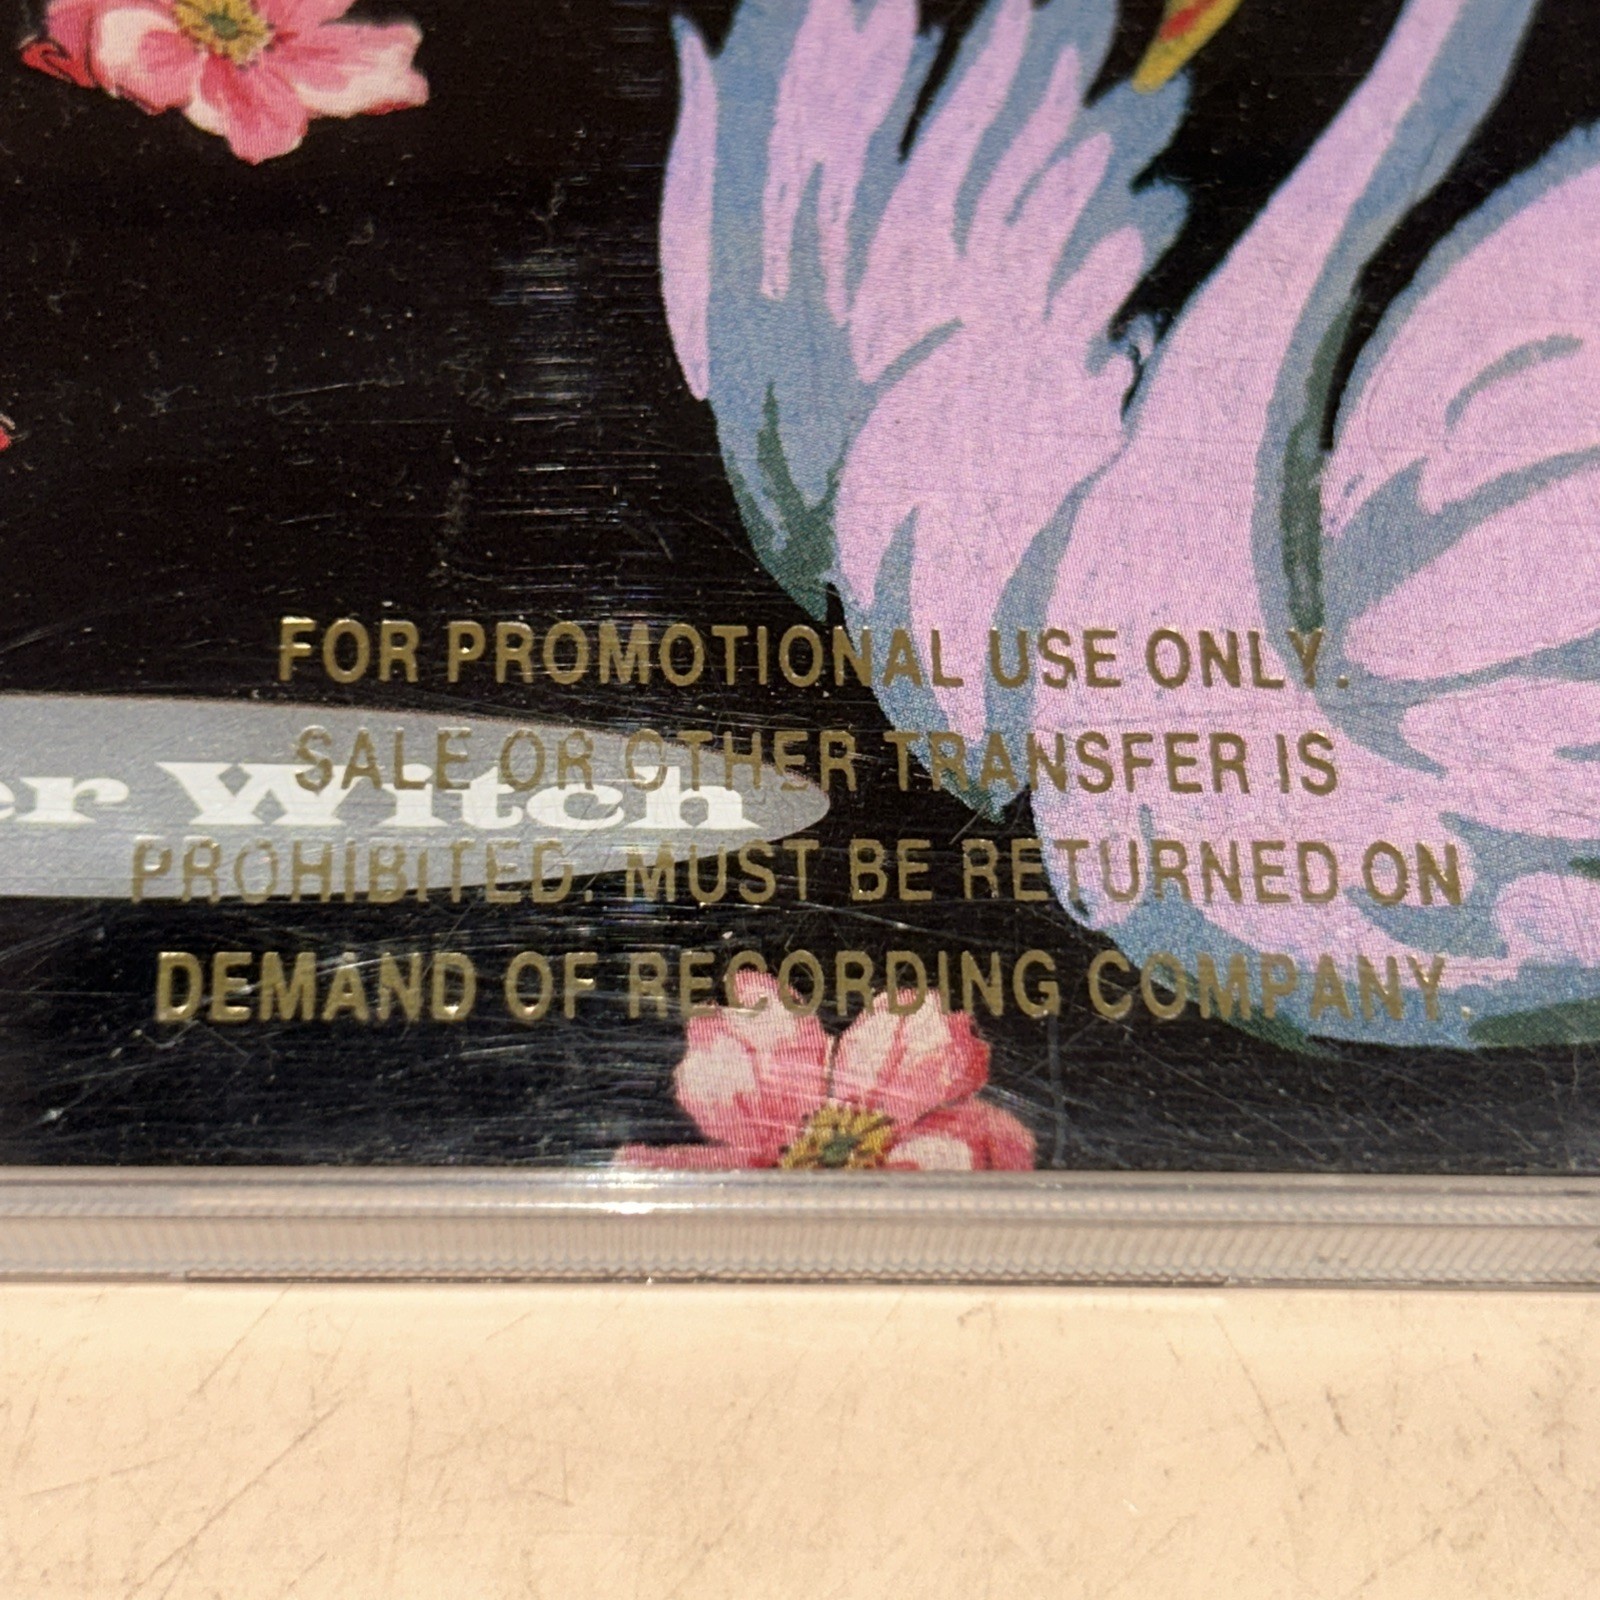 FOR PROMOTIONAL USE ONLY.
SALE OR OTHER TRANSFER IS
er Witch
PROHIBITED. MUST BE RETURNED ON
DEMAND OF RECORDING COMPANY.